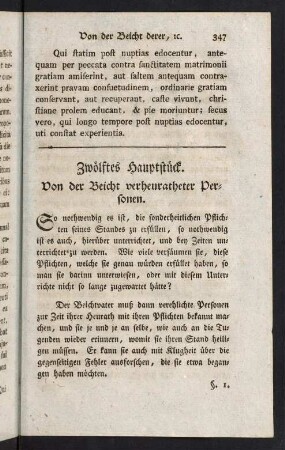 Von der Beicht derer, ꝛc. 347
Qui statim post nuptias edocentur, ante-
quam per peccata contra sanctitatem matrimonii
gratiam amiserint, aut saltem antequam contra-
xerint pravam consuetudinem, ordinarie gratiam
conservant, aut recuperant, caste vivunt, chri-
stiane prolem educant, & pie moriuntur; secus
vero, qui longo tempore post nuptias edocentur,
uti constat experientia.
Zwölftes Hauptstück.
Von der Beicht verheuratheter Per-
sonen.
So nothwendig es ist, die sonderheitlichen Pflich-
ten seines Standes zu erfüllen, so nothwendig
ist es auch, hierüber unterrichtet, und bey Zeiten un-
terrichtet zu werden. Wie viele versäumen sie, diese
Pflichten, welche sie genau würden erfüllet haben, so
man sie darinn unterwiesen, oder mit diesem Unter-
richte nicht so lange zugewartet hätte?
Der Beichtvater muß dann verehlichte Personen
zur Zeit ihrer Heurath mit ihren Pflichten bekannt ma-
chen, und sie je und je an selbe, wie auch an die Tu-
genden wieder erinnern, womit sie ihren Stand heili-
gen müssen. Er kann sie auch mit Klugheit über die
gegenseitigen Fehler ausforschen, die sie etwa began-
gen haben möchten.
§. 1.